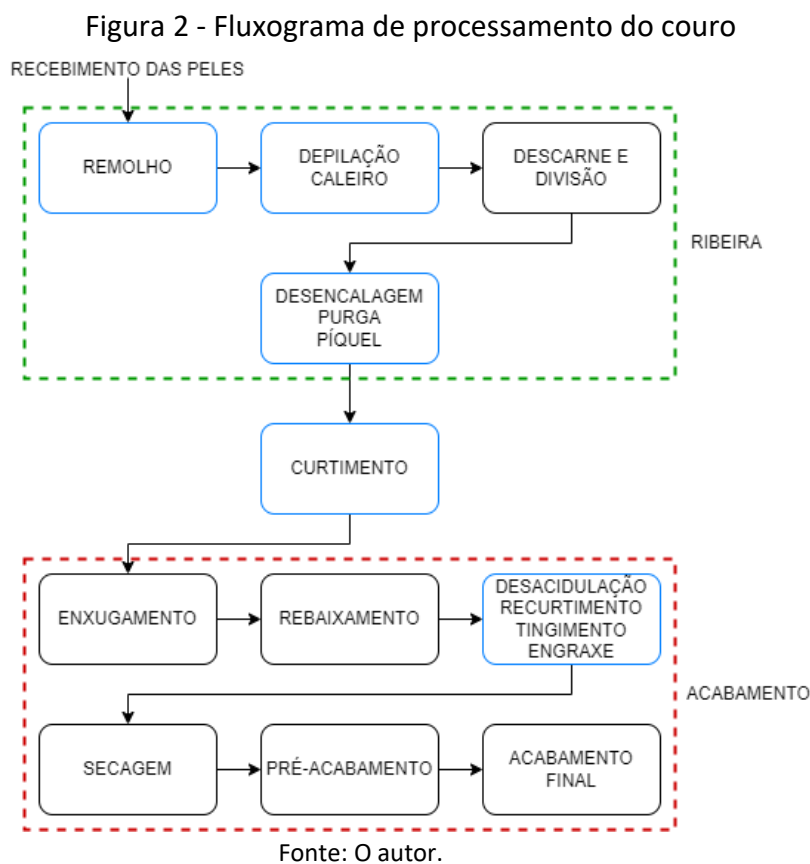 Figura 2 - Fluxograma de processamento do couro
RECEBIMENTO DAS PELES
REMOLHO
DEPILAÇÃO
CALEIRO
DESCARNE E
DIVISÃO
RIBEIRA
DESENCALAGEM
PURGA
PÍQUEL
CURTIMENTO
ENXUGAMENTO
REBAIXAMENTO
DESACIDULAÇÃO
RECURTIMENTO
TINGIMENTO
ENGRAXE
ACABAMENTO
SECAGEM
PRÉ-ACABAMENTO
ACABAMENTO
FINAL
Fonte: O autor.